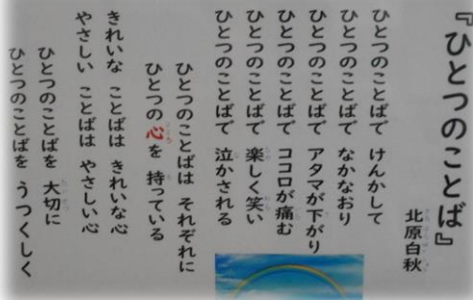 『ひとつのことば』
北原白秋
ひとつのことばで けんかして
ひとつのことばで なかなおり
ひとつのことばで アタマが下がり
ひとつのことばで ココロが痛む
ひとつのことばで 楽しく笑い
ひとつのことばで 泣かされる
ひとつのことばは それぞれに
ひとつの心を 持っている
きれいな ことばは きれいな心
やさしい ことばは やさしい心
ひとつのことばを 大切に
ひとつのことばを うつくしく